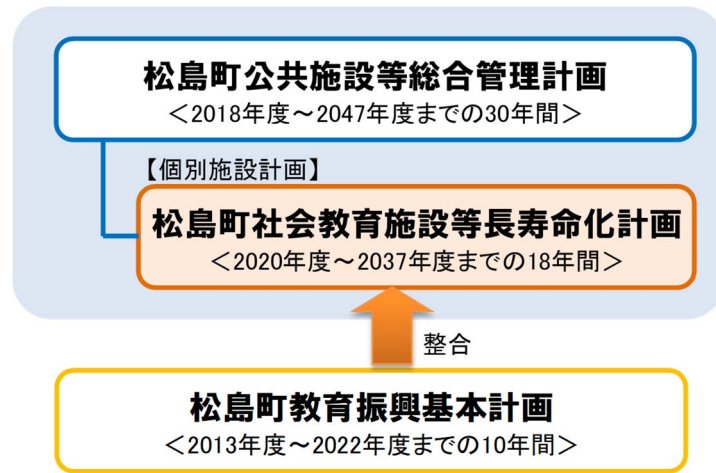 松島町公共施設等総合管理計画
＜2018年度～2047年度までの30年間＞
【個別施設計画】
松島町社会教育施設等長寿命化計画
＜2020年度～2037年度までの18年間＞
整合
松島町教育振興基本計画
＜2013年度～2022年度までの10年間＞